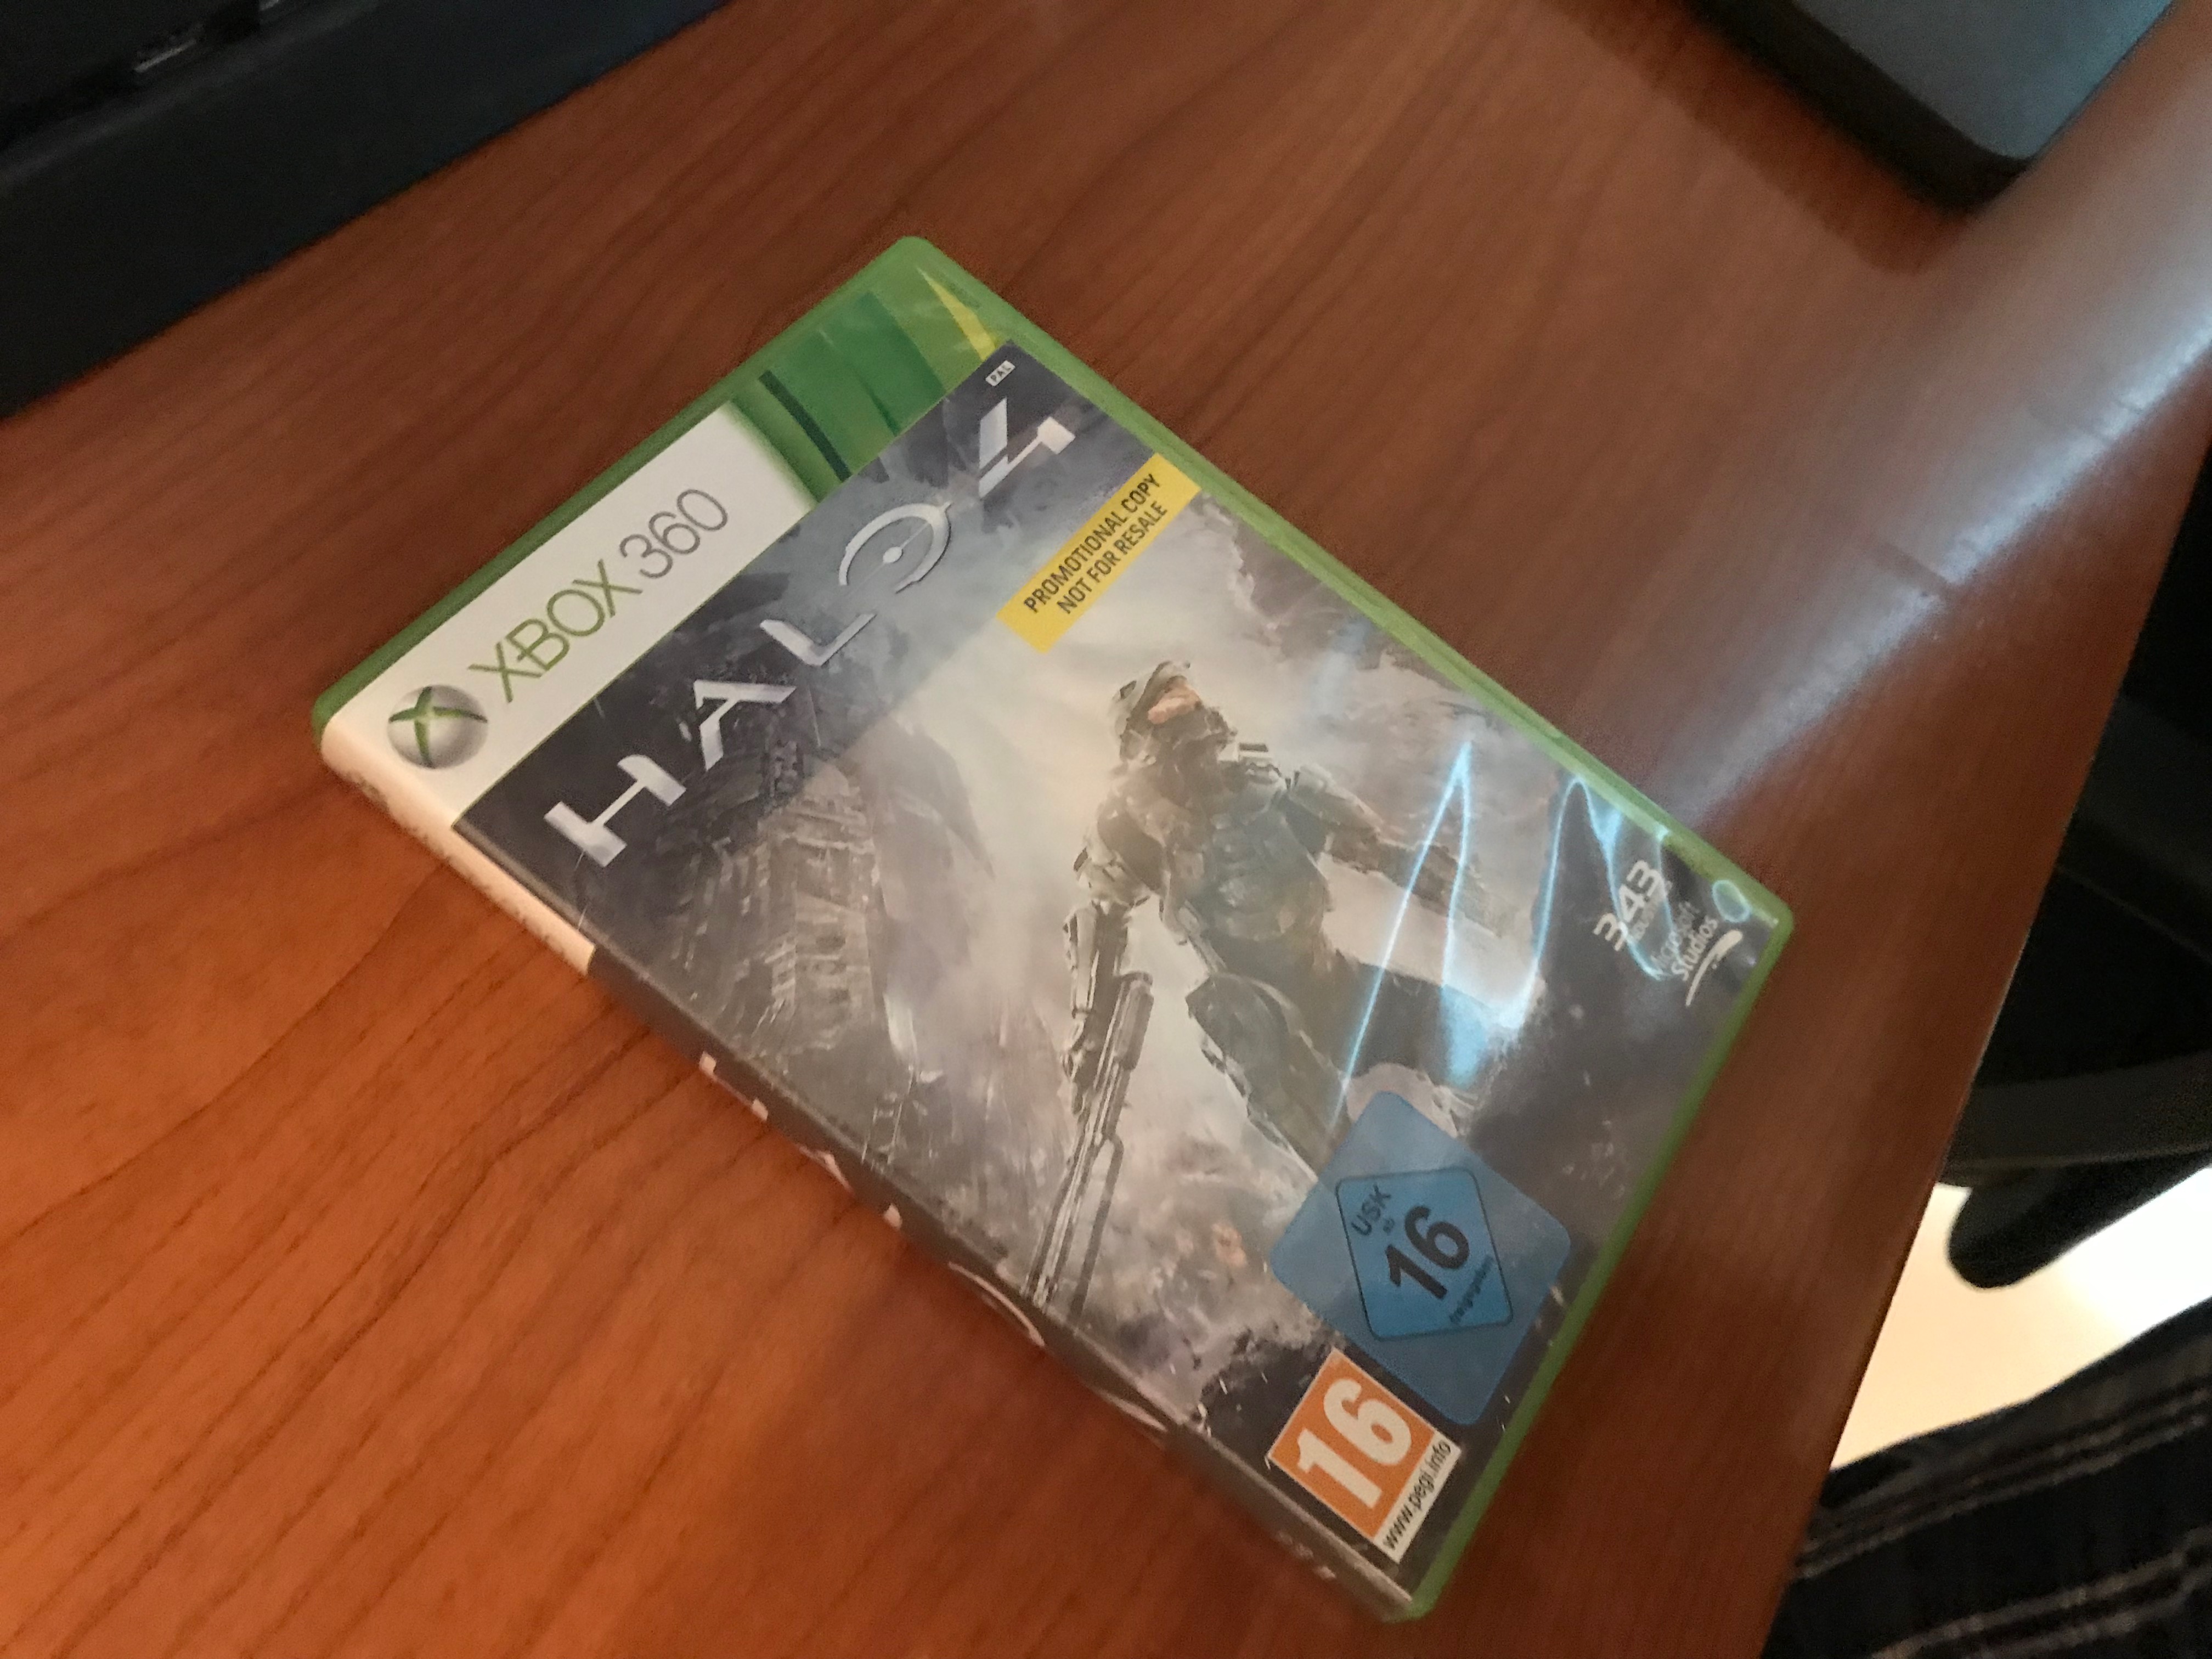 XBOX 360
PAL
HALO 4
PROMOTIONAL COPY
NOT FOR RESALE
343
Microsoft
Studios
USK
ab
16
freigegeben
16
www.pegi.info